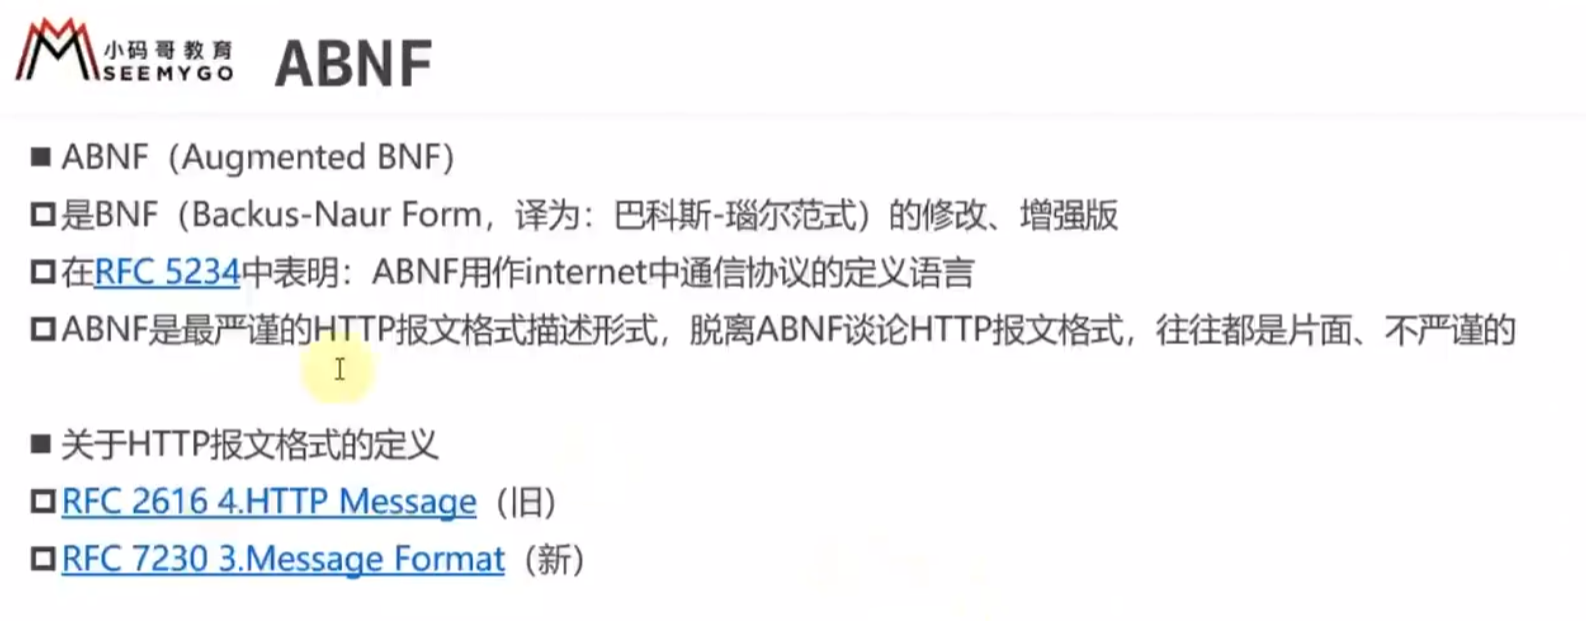 小码哥教育
SEEMYGO
ABNF
■ ABNF（Augmented BNF）
□ 是BNF（Backus-Naur Form，译为：巴科斯-瑙尔范式）的修改、增强版
□ 在RFC 5234中表明：ABNF用作internet中通信协议的定义语言
□ ABNF是最严谨的HTTP报文格式描述形式，脱离ABNF谈论HTTP报文格式，往往都是片面、不严谨的
■ 关于HTTP报文格式的定义
□ RFC 2616 4.HTTP Message（旧）
□ RFC 7230 3.Message Format（新）